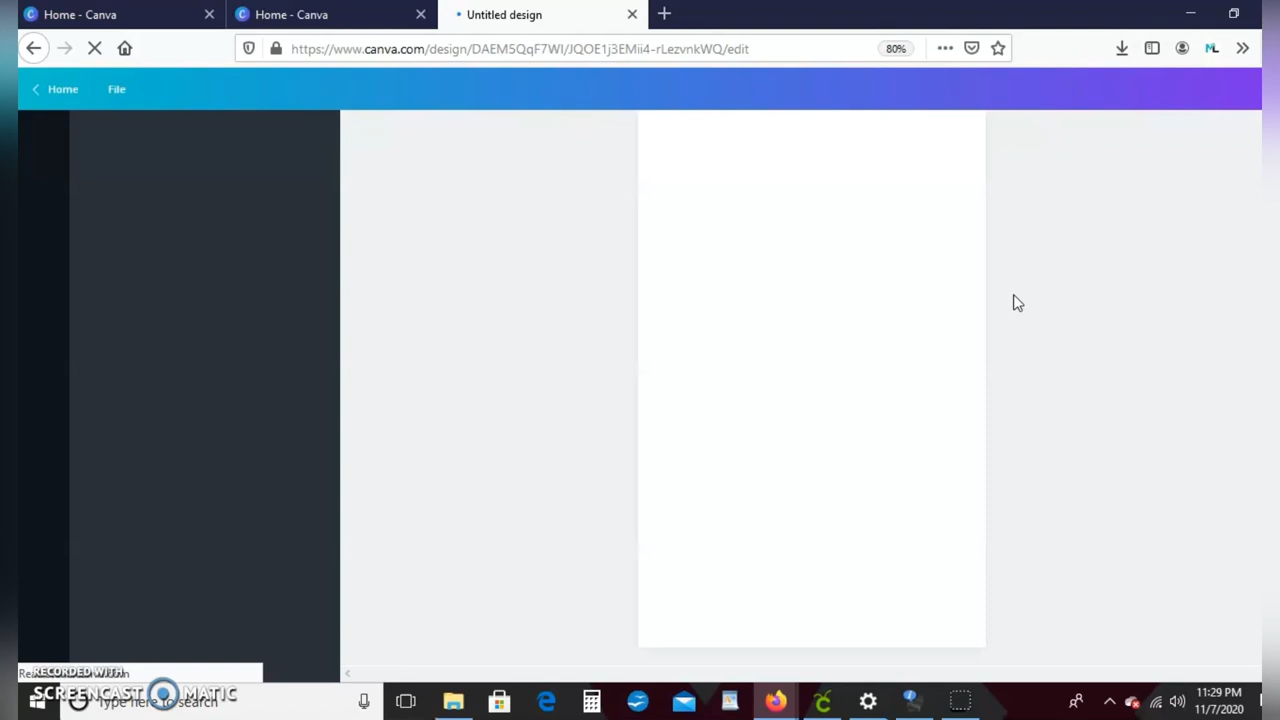 Home - Canva
Home - Canva
Untitled design
https://www.canva.com/design/DAEM5QqF7WI/JQOE1j3EMii4-rLezvnkWQ/edit
80%
ML
Home
File
RECORDED WITH
SCREENCAST MATIC
Type here to search
11:29 PM
11/7/2020